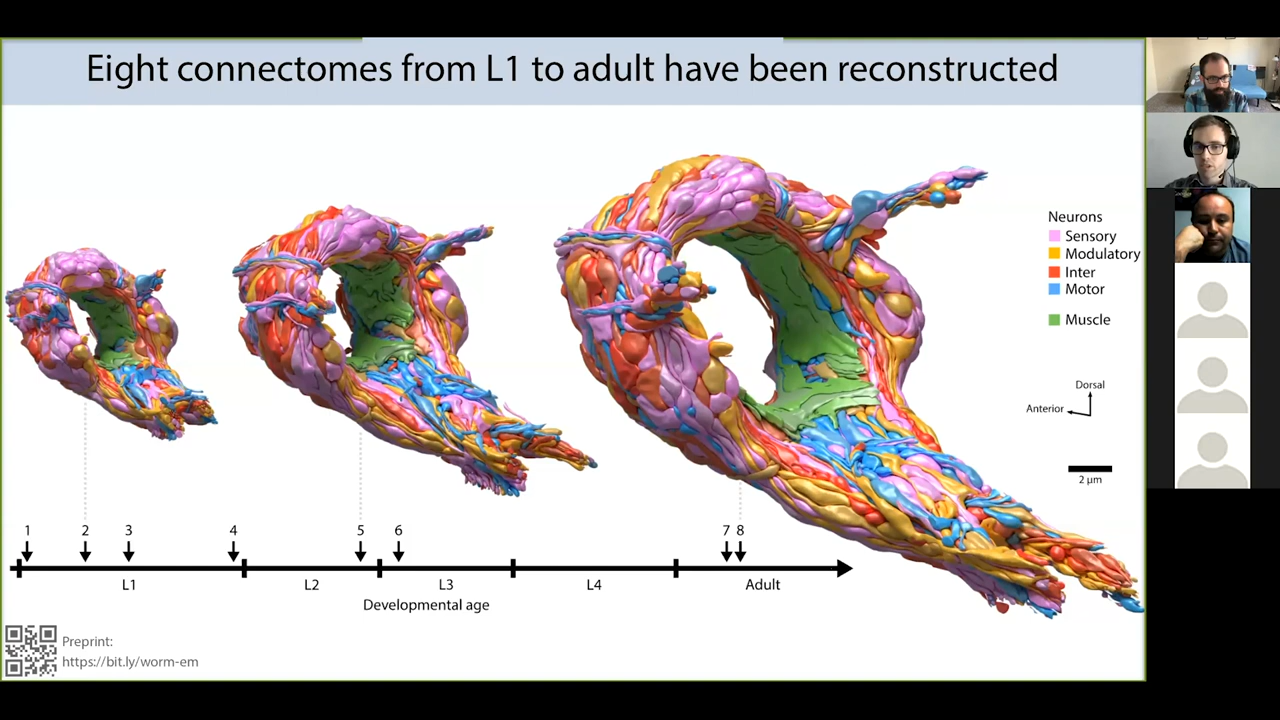 Eight connectomes from L1 to adult have been reconstructed
Neurons
Sensory
Modulatory
Inter
Motor
Muscle
Dorsal
Anterior
2 µm
1 2 3 4 5 6 7 8
L1 L2 L3 L4 Adult
Developmental age
Preprint:
https://bit.ly/worm-em